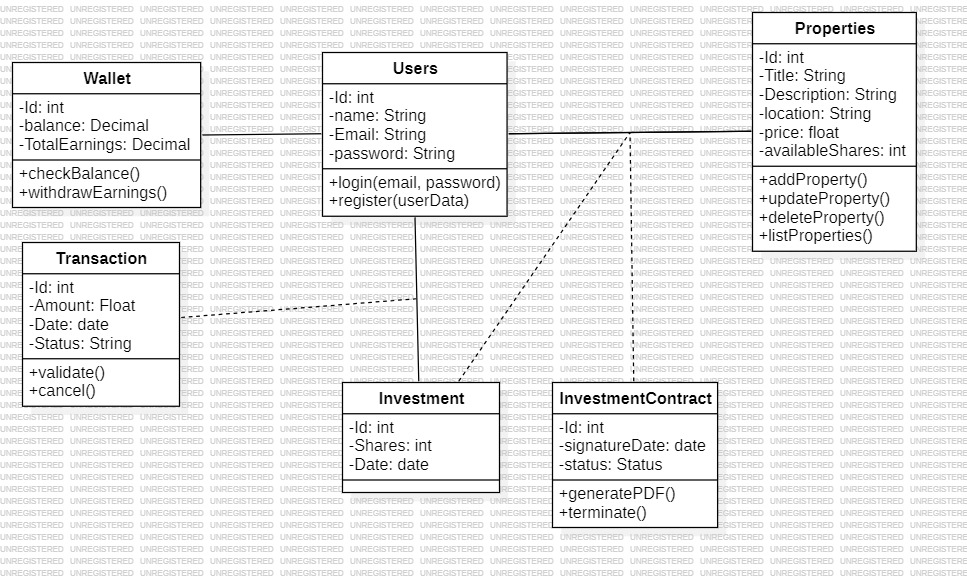 Wallet
-Id: int
-balance: Decimal
-TotalEarnings: Decimal
+checkBalance()
+withdrawEarnings()
Users
-Id: int
-name: String
-Email: String
-password: String
+login(email, password)
+register(userData)
Properties
-Id: int
-Title: String
-Description: String
-location: String
-price: float
-availableShares: int
+addProperty()
+updateProperty()
+deleteProperty()
+listProperties()
Transaction
-Id: int
-Amount: Float
-Date: date
-Status: String
+validate()
+cancel()
Investment
-Id: int
-Shares: int
-Date: date
InvestmentContract
-Id: int
-signatureDate: date
-status: Status
+generatePDF()
+terminate()
UNREGISTERED